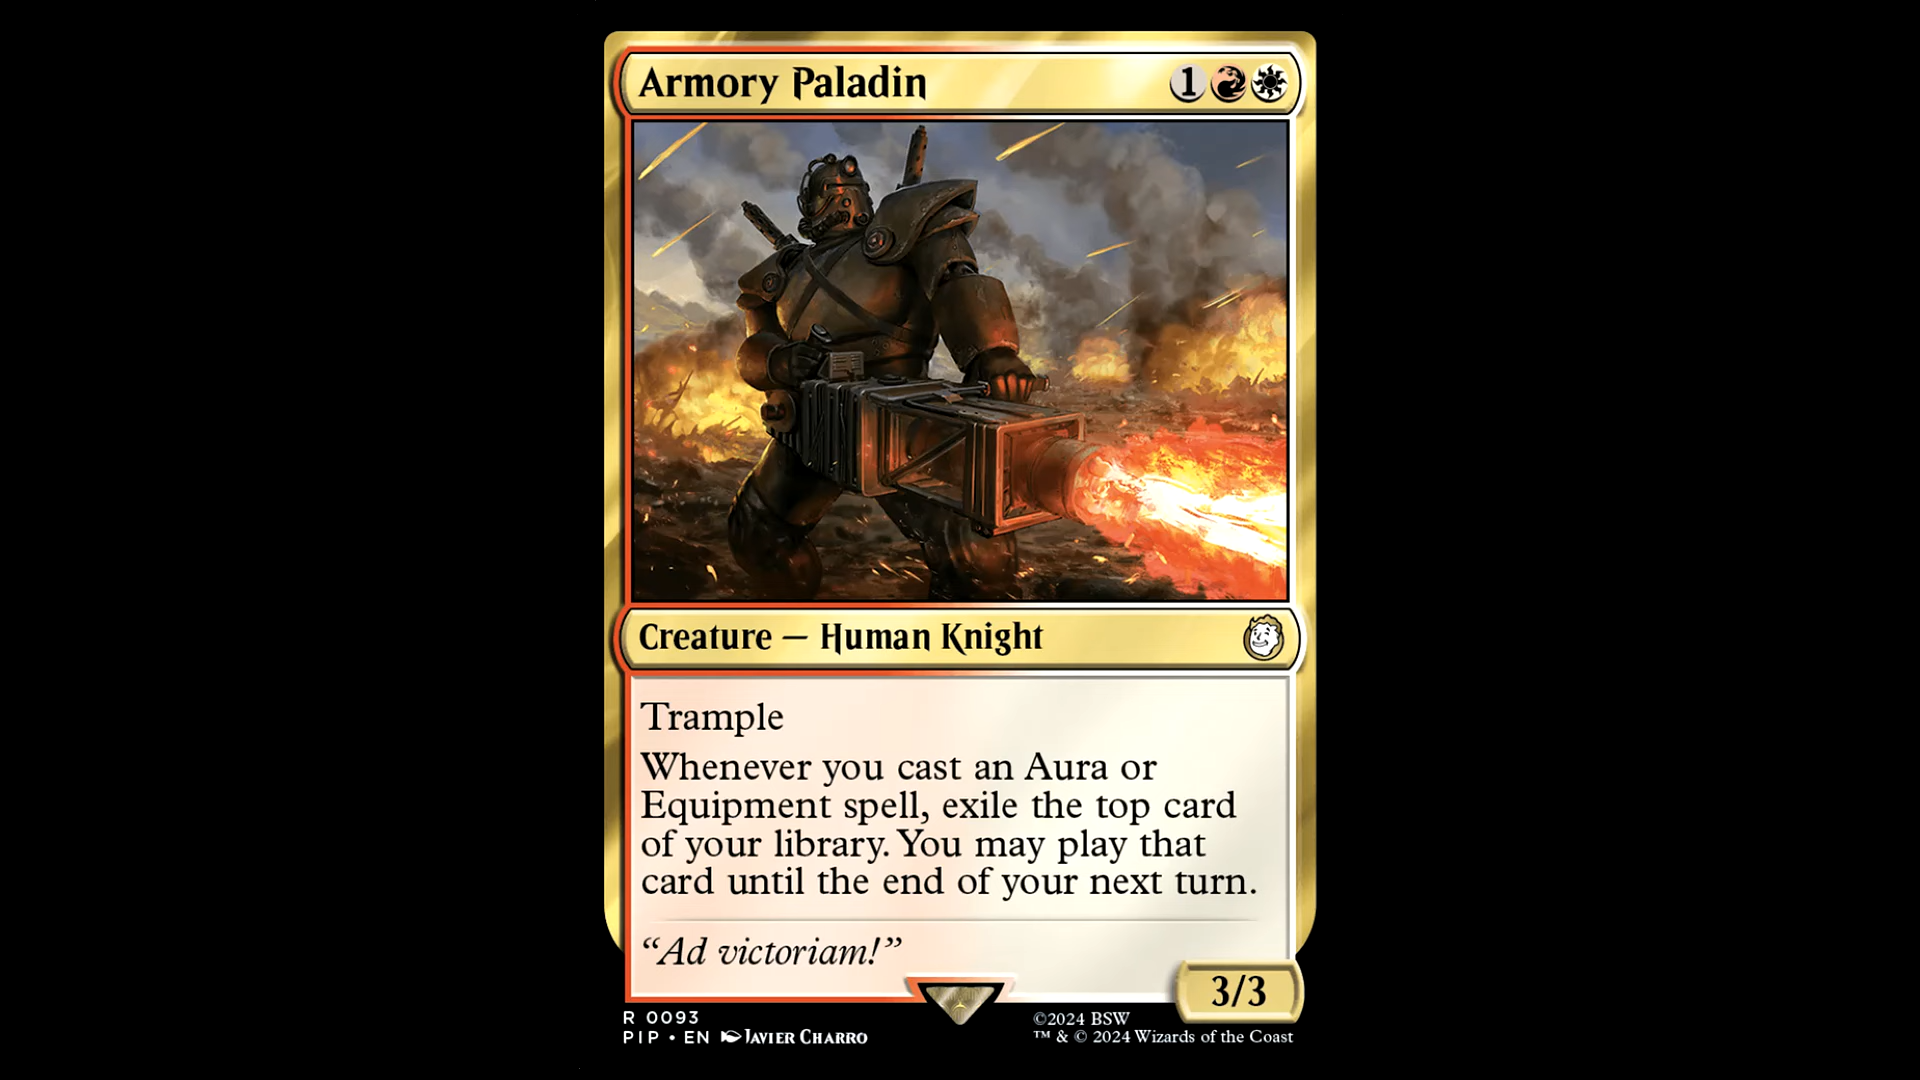 Armory Paladin 1
Creature — Human Knight
Trample
Whenever you cast an Aura or
Equipment spell, exile the top card
of your library. You may play that
card until the end of your next turn.
“Ad victoriam!”
3/3
R 0093
PIP • EN JAVIER CHARRO
©2024 BSW
™ & © 2024 Wizards of the Coast